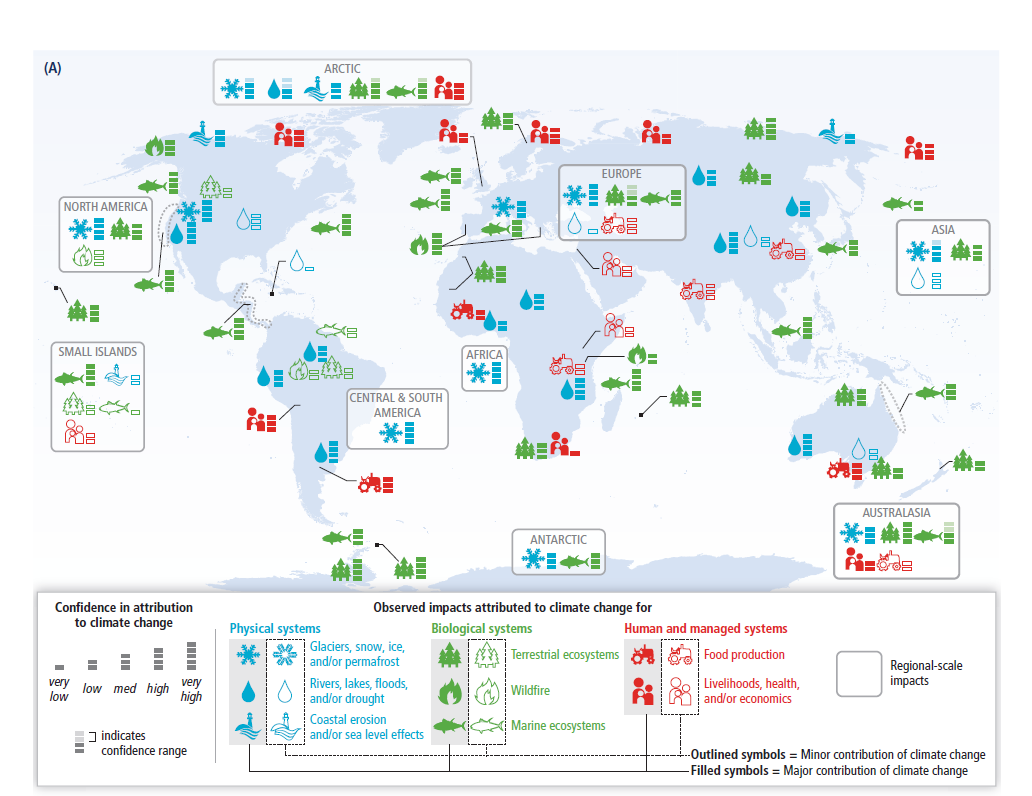 (A)
ARCTIC
EUROPE
NORTH AMERICA
ASIA
SMALL ISLANDS
AFRICA
CENTRAL & SOUTH
AMERICA
AUSTRALASIA
ANTARCTIC
Confidence in attribution
to climate change
very
low
low
med
high
very
high
indicates
confidence range
Observed impacts attributed to climate change for
Physical systems
Glaciers, snow, ice,
and/or permafrost
Rivers, lakes, floods,
and/or drought
Coastal erosion
and/or sea level effects
Biological systems
Terrestrial ecosystems
Wildfire
Marine ecosystems
Human and managed systems
Food production
Livelihoods, health,
and/or economics
Regional-scale
impacts
Outlined symbols = Minor contribution of climate change
Filled symbols = Major contribution of climate change